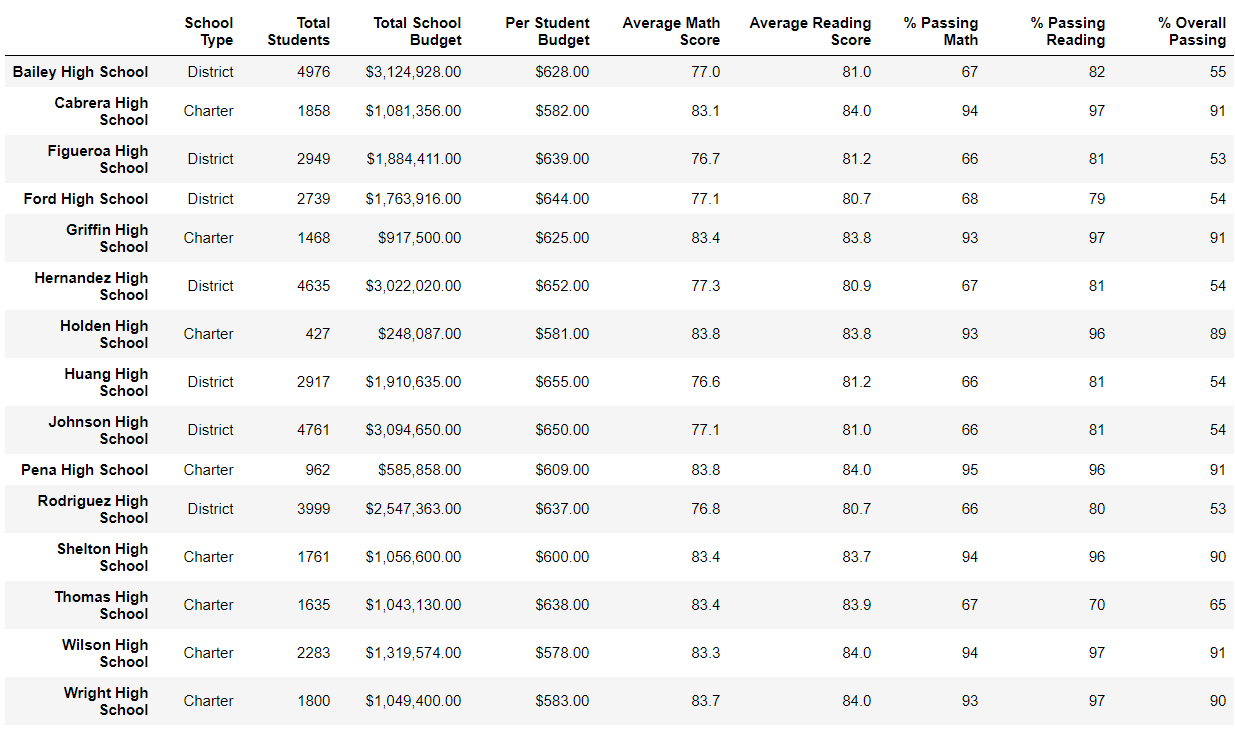 School Type Total Students Total School Budget Per Student Budget Average Math Score Average Reading Score % Passing Math % Passing Reading % Overall Passing
Bailey High School District 4976 $3,124,928.00 $628.00 77.0 81.0 67 82 55
Cabrera High School Charter 1858 $1,081,356.00 $582.00 83.1 84.0 94 97 91
Figueroa High School District 2949 $1,884,411.00 $639.00 76.7 81.2 66 81 53
Ford High School District 2739 $1,763,916.00 $644.00 77.1 80.7 68 79 54
Griffin High School Charter 1468 $917,500.00 $625.00 83.4 83.8 93 97 91
Hernandez High School District 4635 $3,022,020.00 $652.00 77.3 80.9 67 81 54
Holden High School Charter 427 $248,087.00 $581.00 83.8 83.8 93 96 89
Huang High School District 2917 $1,910,635.00 $655.00 76.6 81.2 66 81 54
Johnson High School District 4761 $3,094,650.00 $650.00 77.1 81.0 66 81 54
Pena High School Charter 962 $585,858.00 $609.00 83.8 84.0 95 96 91
Rodriguez High School District 3999 $2,547,363.00 $637.00 76.8 80.7 66 80 53
Shelton High School Charter 1761 $1,056,600.00 $600.00 83.4 83.7 94 96 90
Thomas High School Charter 1635 $1,043,130.00 $638.00 83.4 83.9 67 70 65
Wilson High School Charter 2283 $1,319,574.00 $578.00 83.3 84.0 94 97 91
Wright High School Charter 1800 $1,049,400.00 $583.00 83.7 84.0 93 97 90